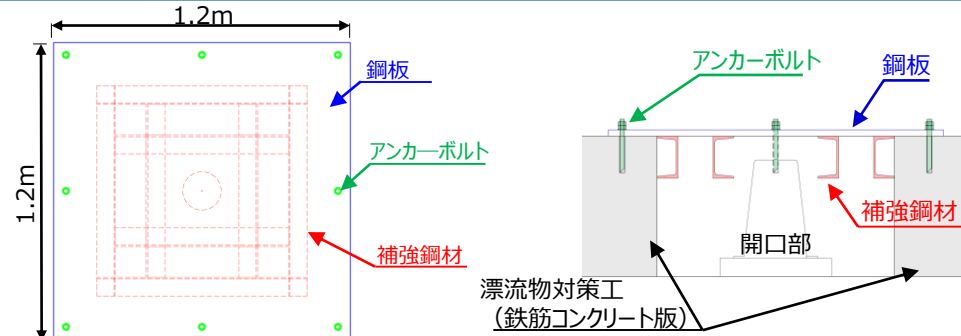 1.2m
1.2m
鋼板
アンカーボルト
補強鋼材
アンカーボルト
鋼板
補強鋼材
開口部
漂流物対策工
（鉄筋コンクリート版）